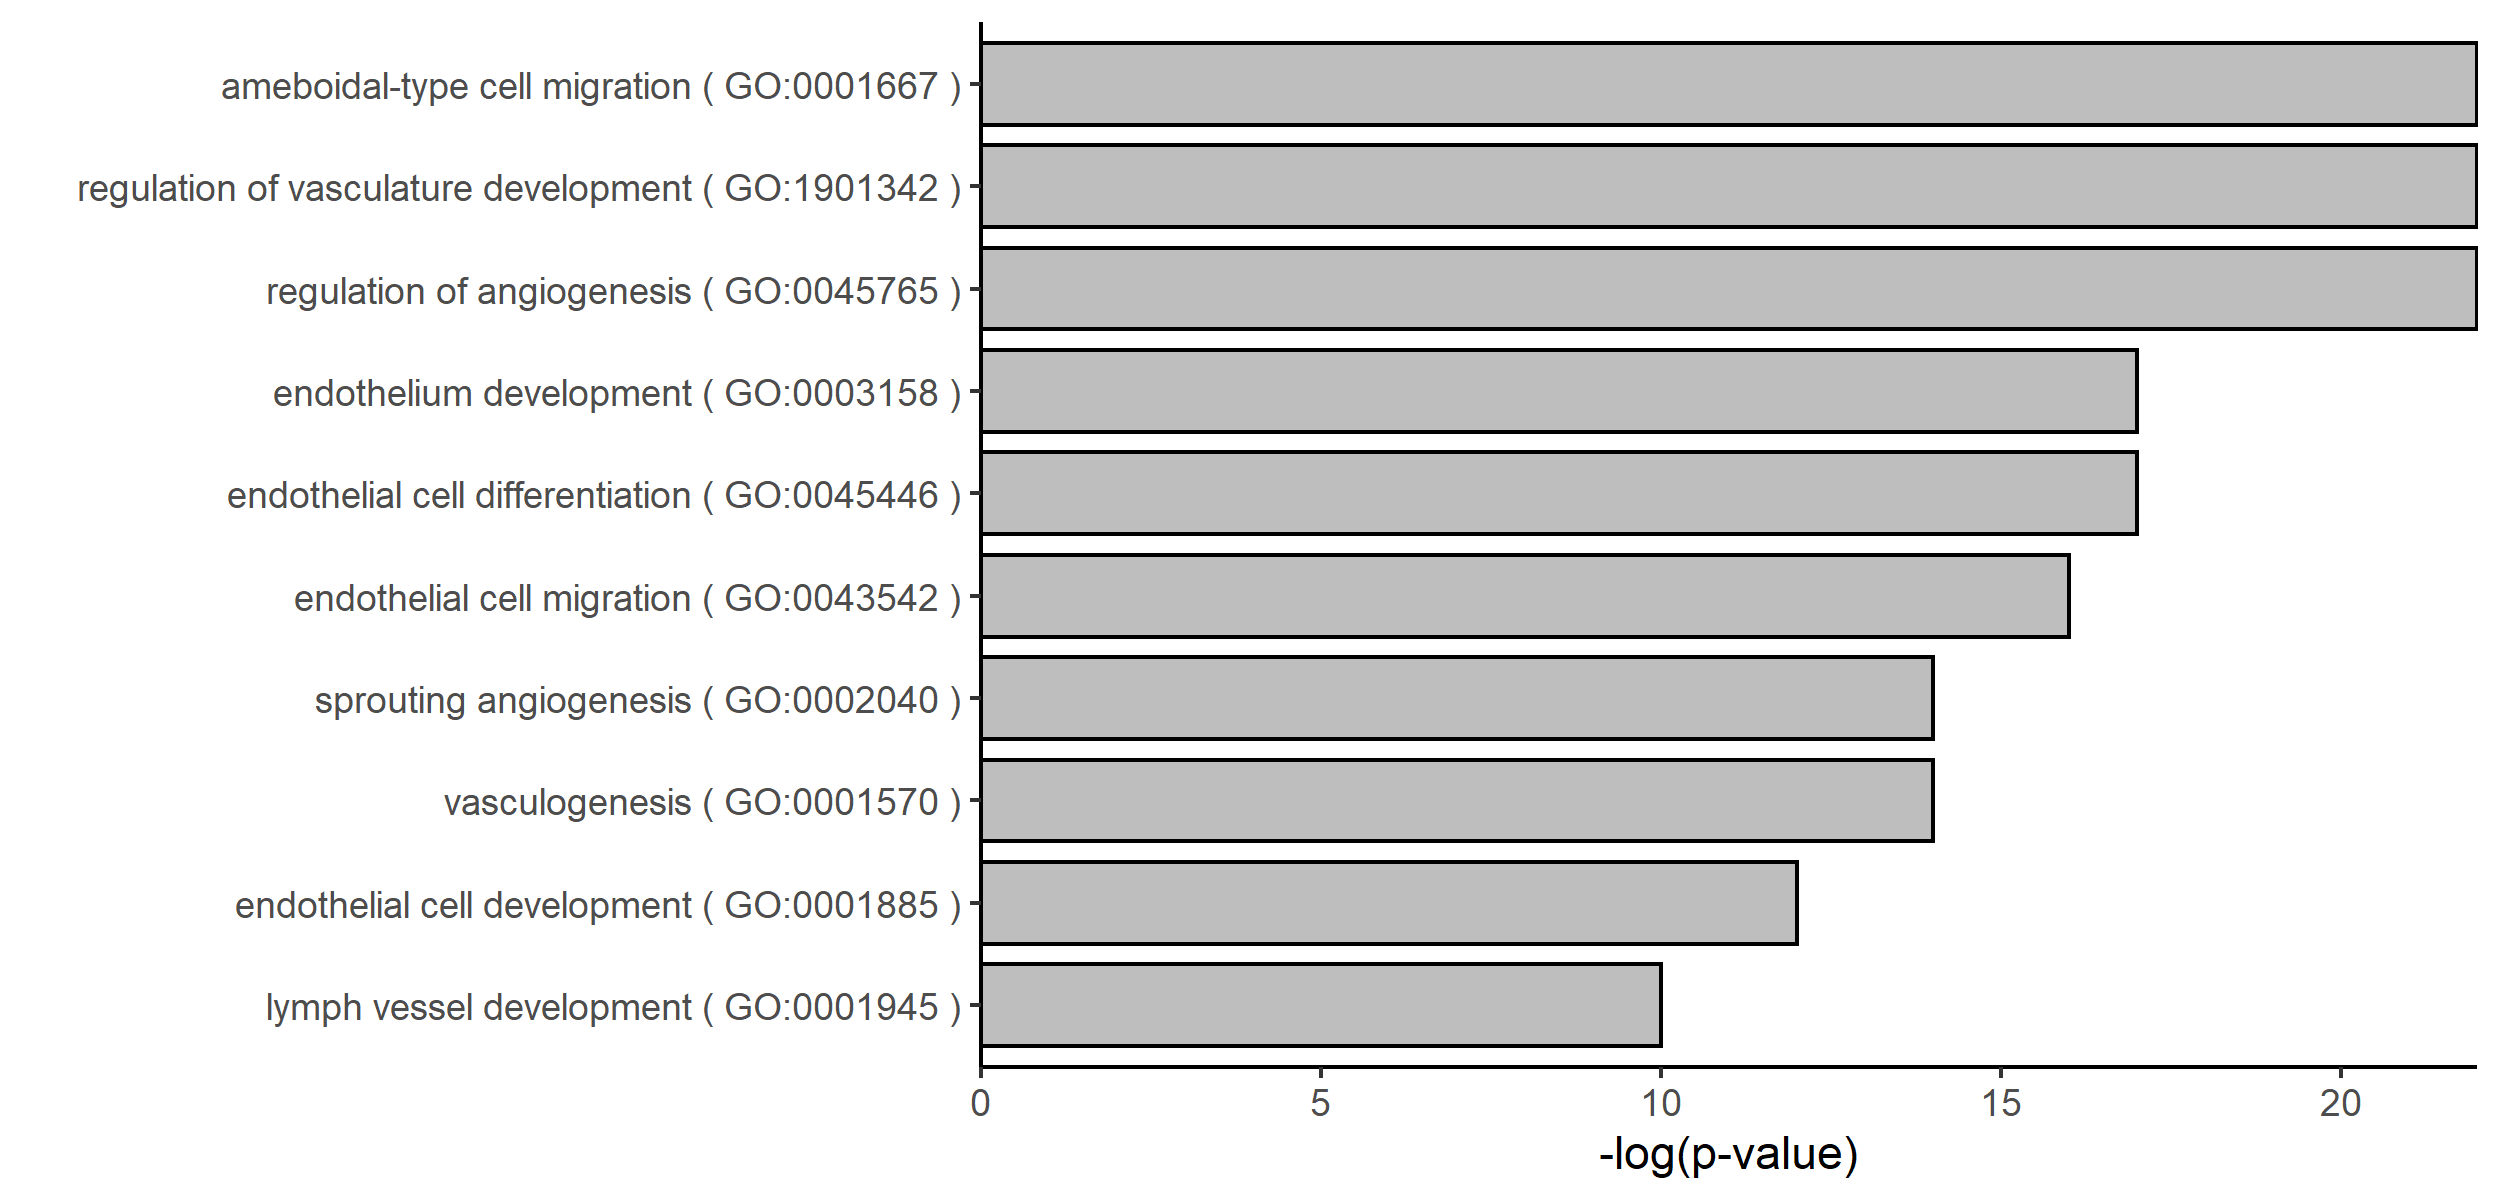 ameboidal-type cell migration ( GO:0001667 )
regulation of vasculature development ( GO:1901342 )
regulation of angiogenesis ( GO:0045765 )
endothelium development ( GO:0003158 )
endothelial cell differentiation ( GO:0045446 )
endothelial cell migration ( GO:0043542 )
sprouting angiogenesis ( GO:0002040 )
vasculogenesis ( GO:0001570 )
endothelial cell development ( GO:0001885 )
lymph vessel development ( GO:0001945 )
0 5 10 15 20
-log(p-value)